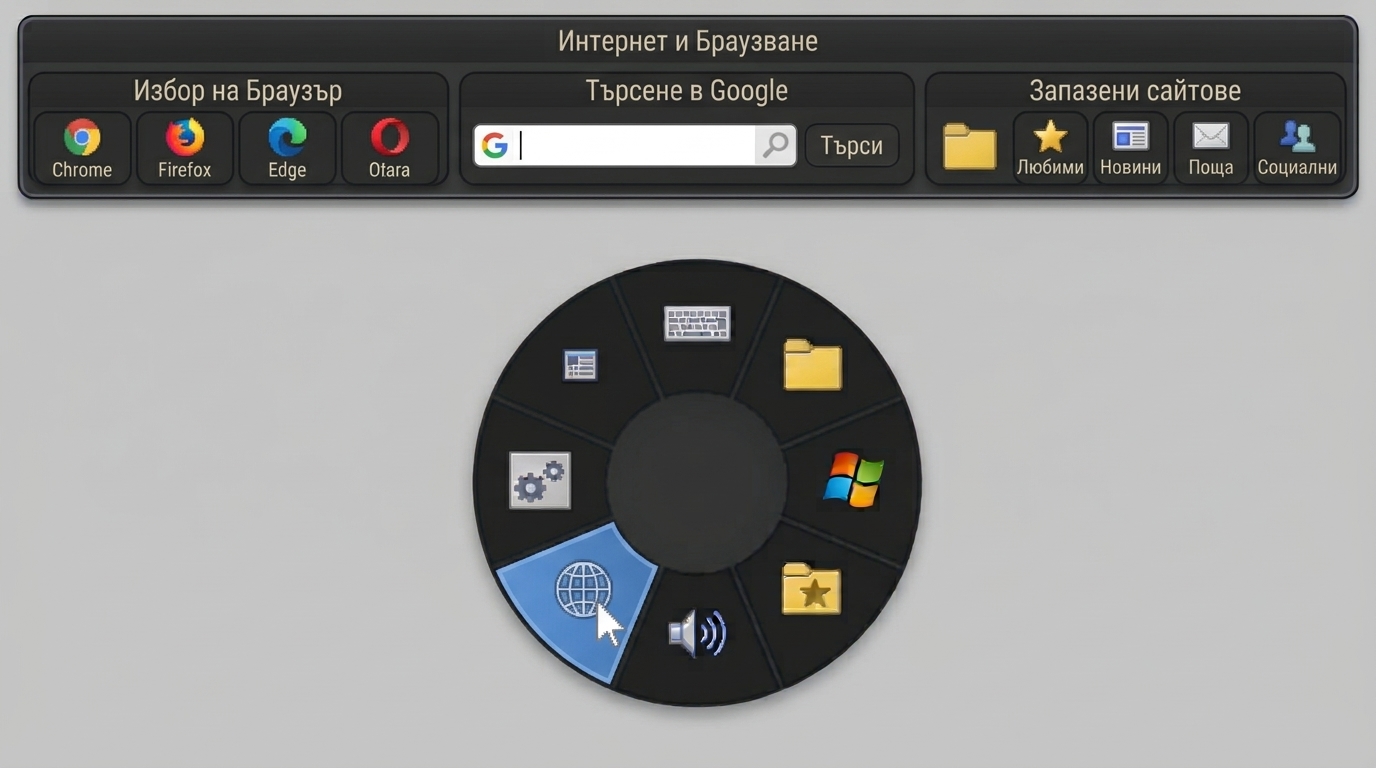 Интернет и Браузване
Избор на Браузър
Chrome
Firefox
Edge
Otara
Търсене в Google
Търси
Запазени сайтове
Любими
Новини
Поща
Социални